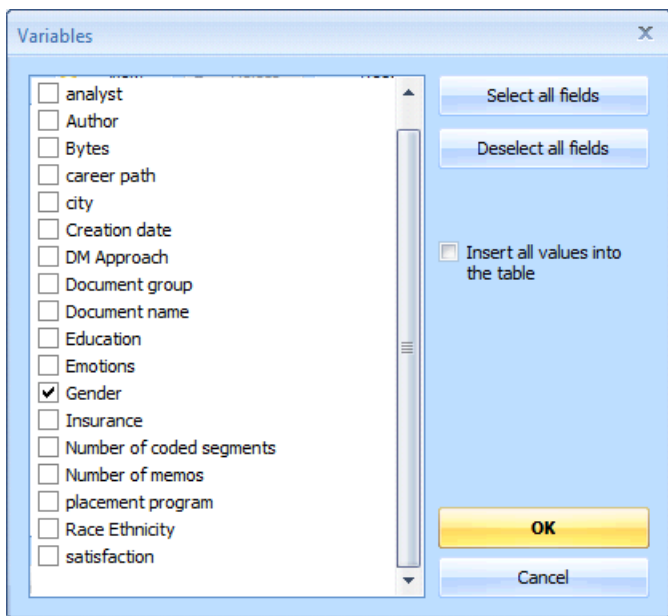 Variables
analyst
Author
Bytes
career path
city
Creation date
DM Approach
Document group
Document name
Education
Emotions
Gender
Insurance
Number of coded segments
Number of memos
placement program
Race Ethnicity
satisfaction
Select all fields
Deselect all fields
Insert all values into
the table
OK
Cancel